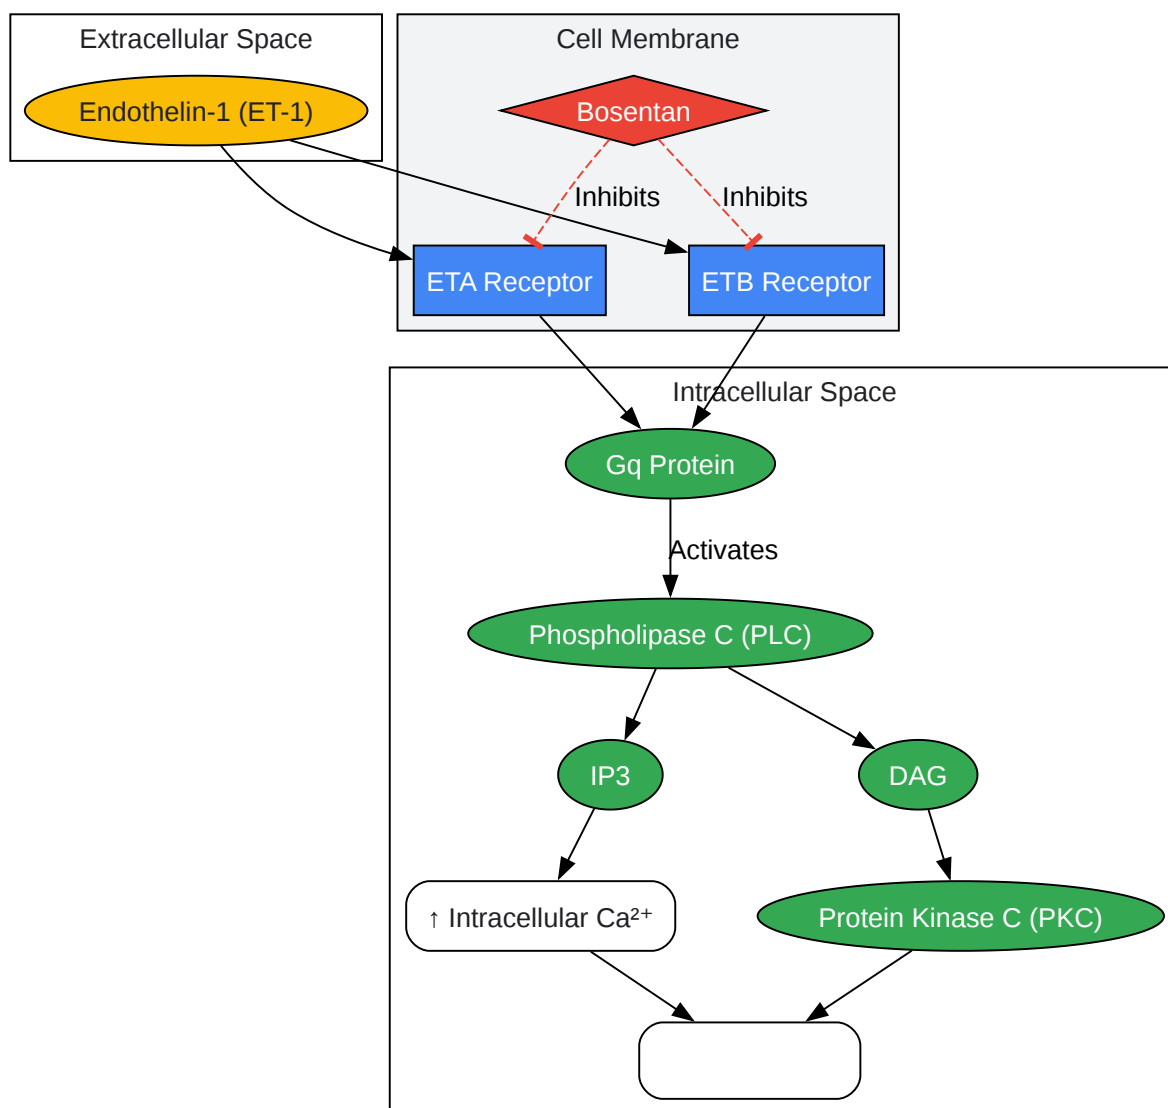 Extracellular Space
Cell Membrane
Endothelin-1 (ET-1)
Bosentan
Inhibits
Inhibits
ETA Receptor
ETB Receptor
Intracellular Space
Gq Protein
Activates
Phospholipase C (PLC)
IP3
DAG
↑ Intracellular Ca²⁺
Protein Kinase C (PKC)